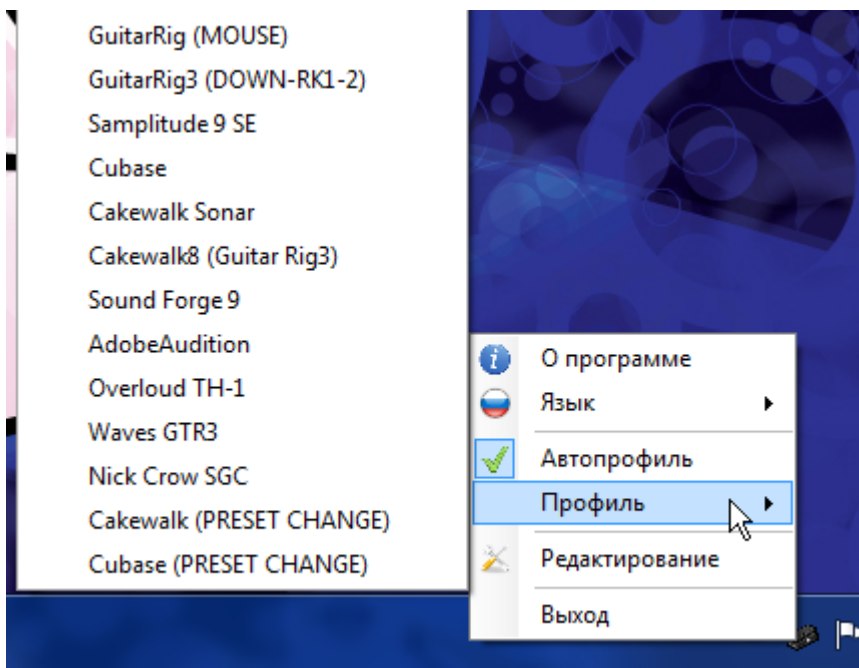 GuitarRig (MOUSE)
GuitarRig3 (DOWN-RK1-2)
Samplitude 9 SE
Cubase
Cakewalk Sonar
Cakewalk8 (Guitar Rig3)
Sound Forge 9
AdobeAudition
Overloud TH-1
Waves GTR3
Nick Crow SGC
Cakewalk (PRESET CHANGE)
Cubase (PRESET CHANGE)
О программе
Язык
Автопрофиль
Профиль
Редактирование
Выход